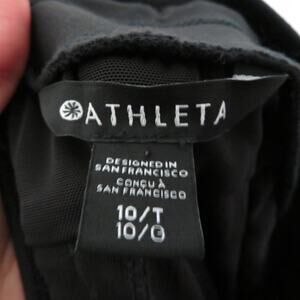 ATHLETA
DESIGNED IN
SAN FRANCISCO
CONÇU À
SAN FRANCISCO
10/T
10/G